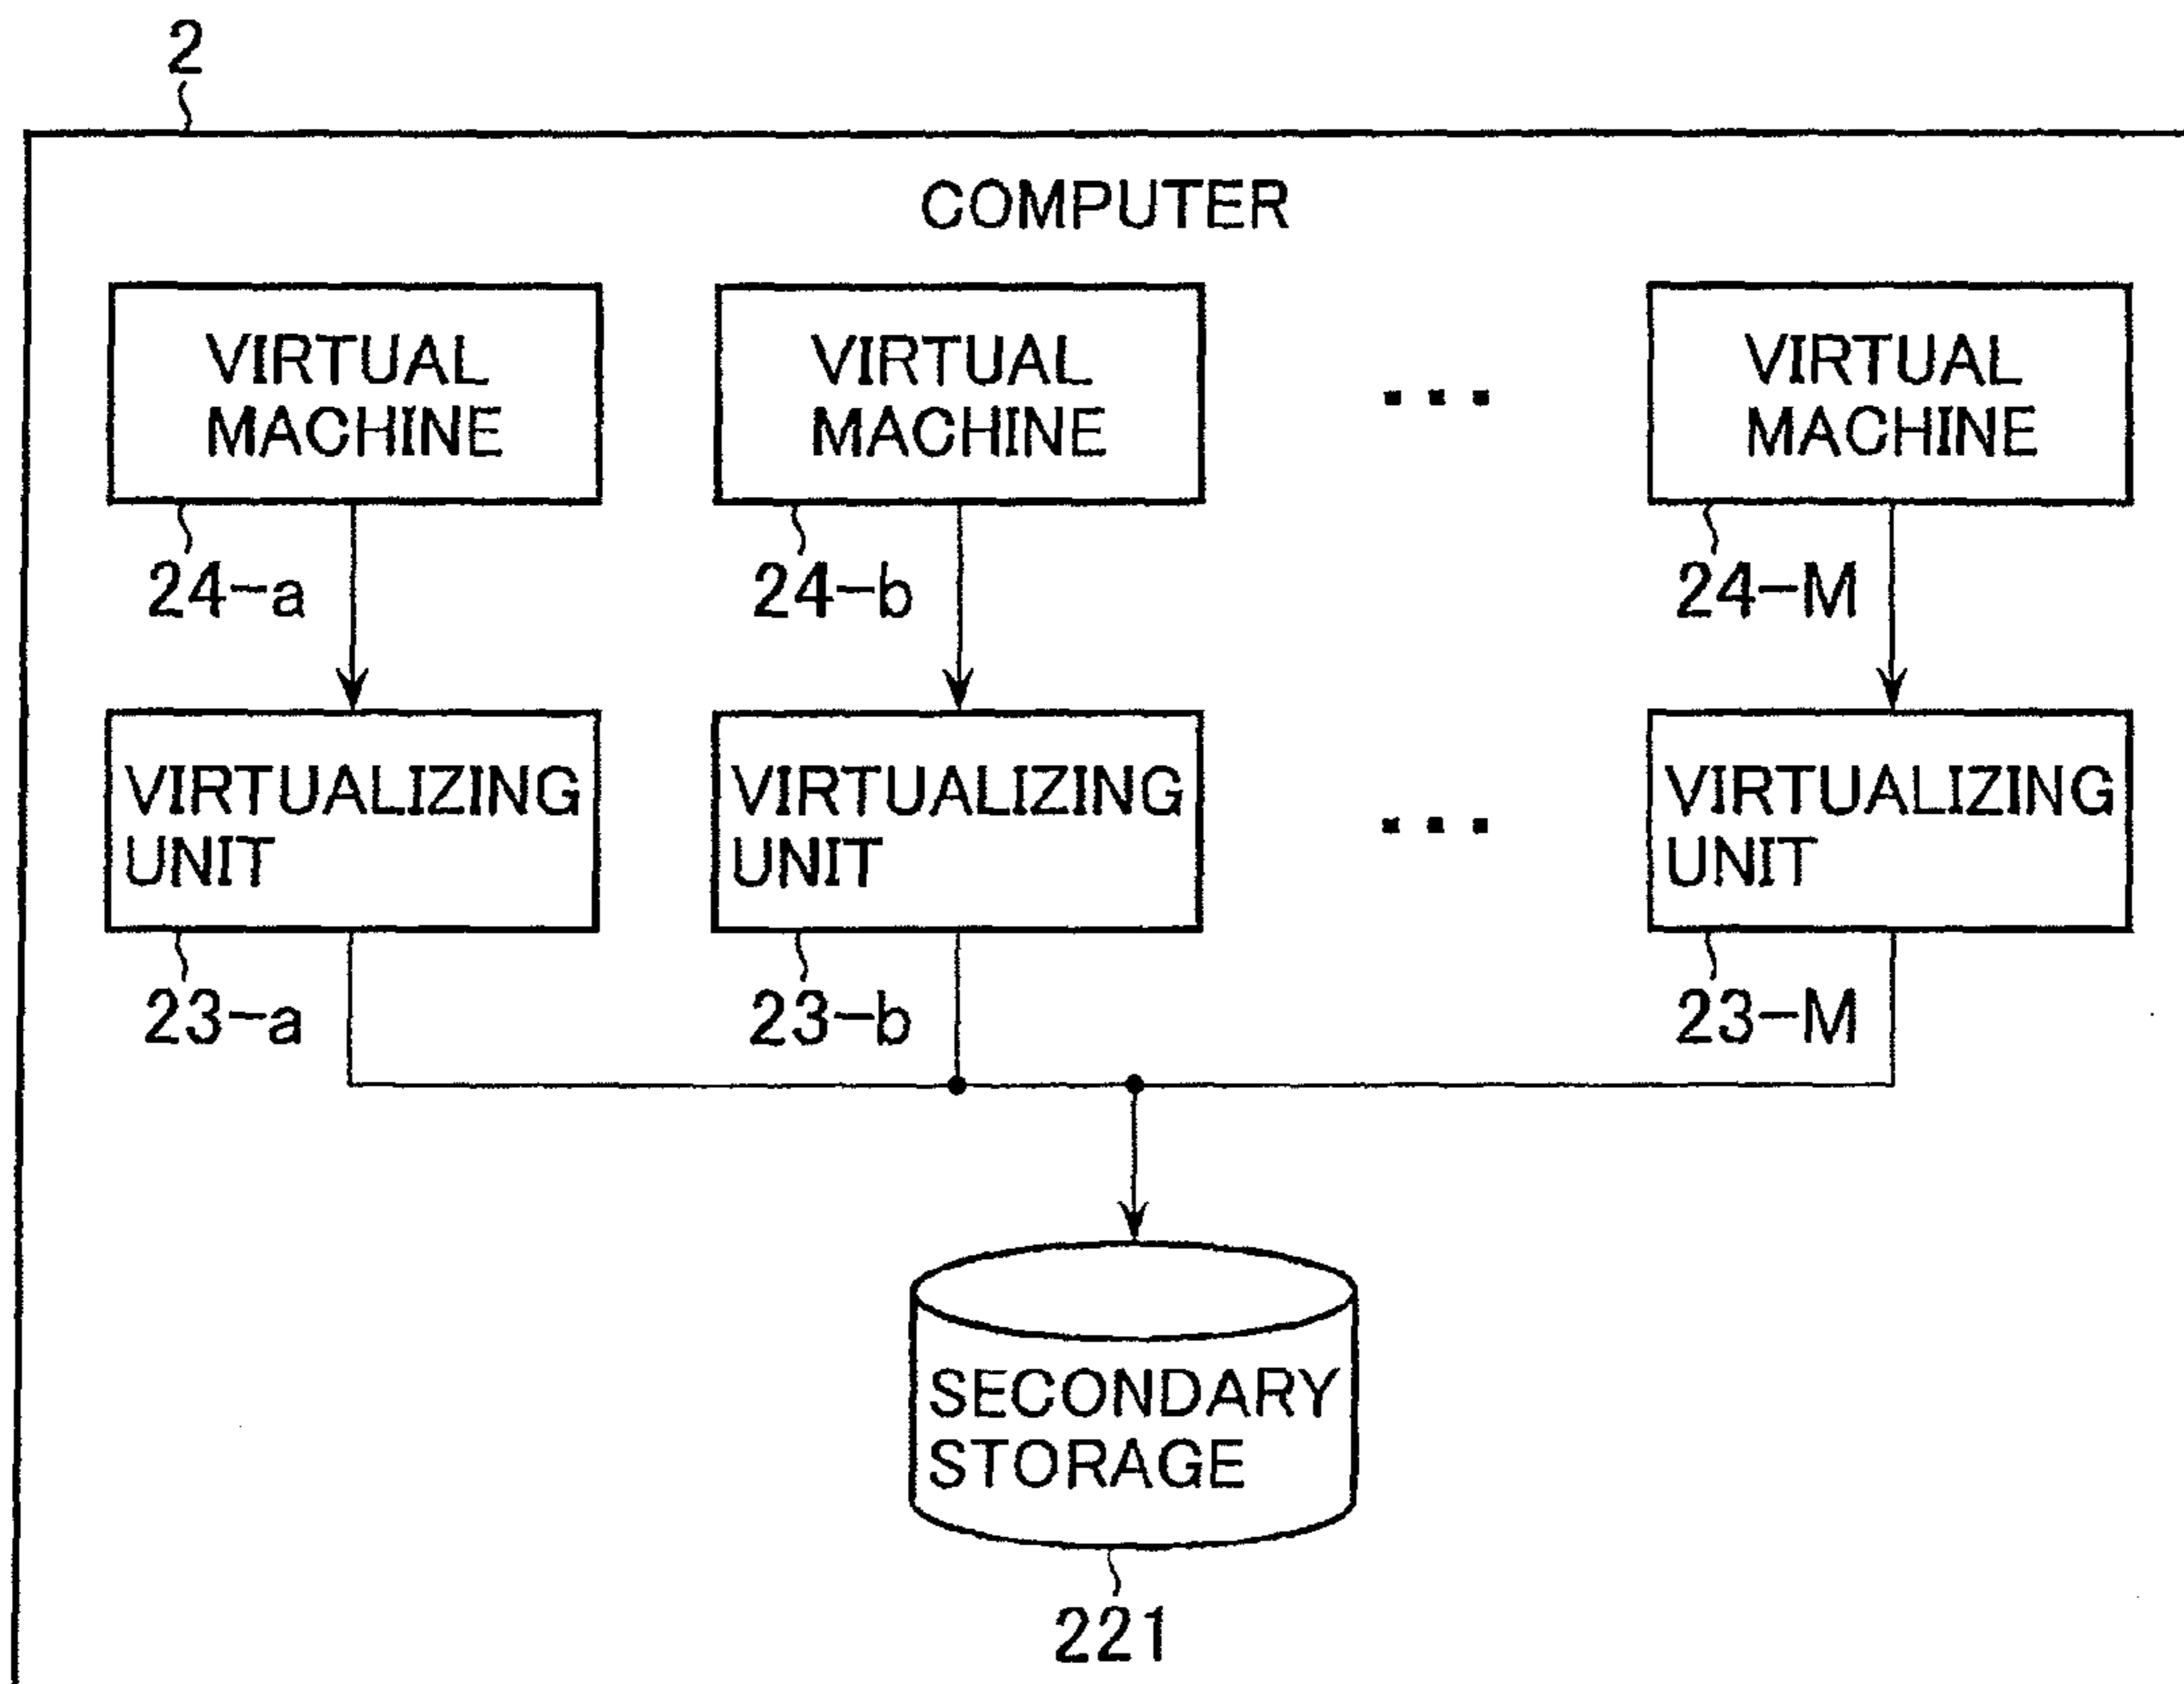 2
COMPUTER
VIRTUAL
MACHINE
VIRTUAL
MACHINE
...
VIRTUAL
MACHINE
24-a
24-b
24-M
VIRTUALIZING
UNIT
VIRTUALIZING
UNIT
...
VIRTUALIZING
UNIT
23-a
23-b
23-M
SECONDARY
STORAGE
221